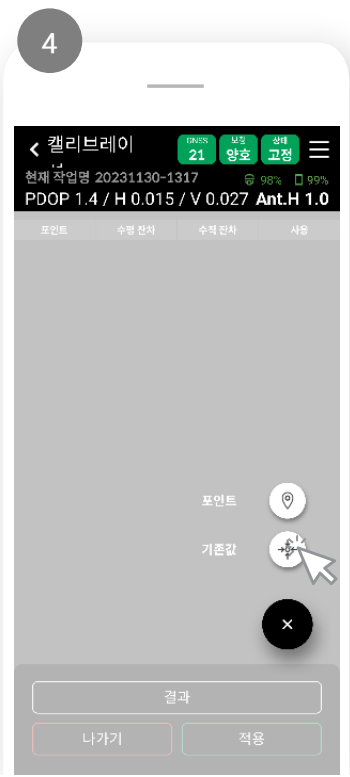 4
캘리브레이
GNSS
21
보정
양호
상태
고정
현재 작업명 20231130-1317
98%
99%
PDOP 1.4 / H 0.015 / V 0.027 Ant.H 1.0
포인트 수평 잔차 수직 잔차 사용
포인트
기존값
결과
나가기 적용